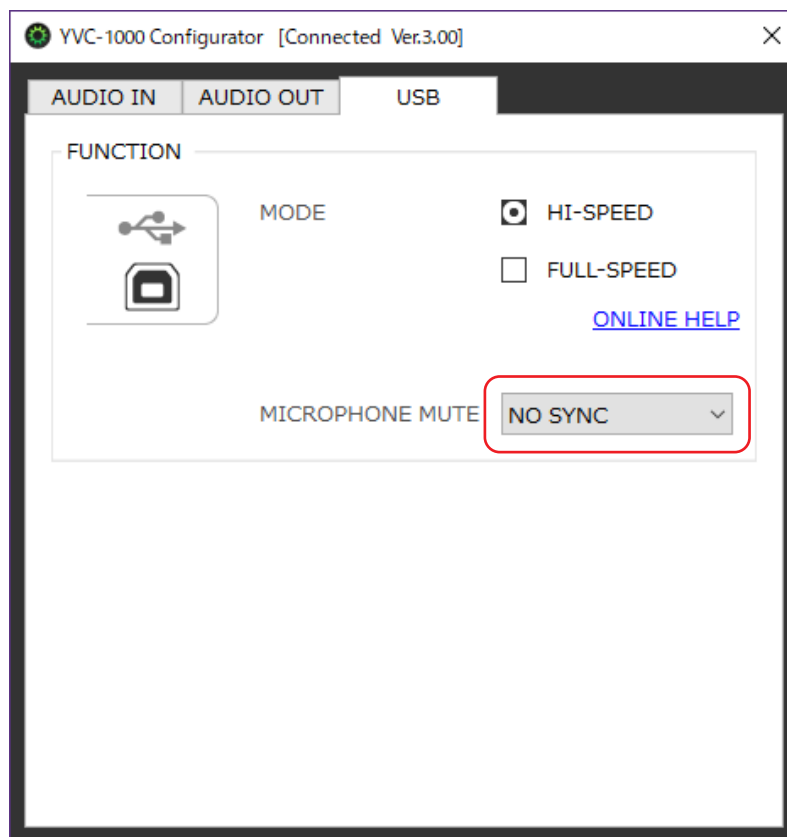 YVC-1000 Configurator [Connected Ver.3.00]
AUDIO IN AUDIO OUT USB
FUNCTION
MODE HI-SPEED
FULL-SPEED
ONLINE HELP
MICROPHONE MUTE NO SYNC